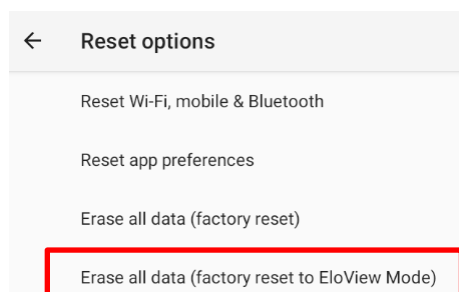 Reset options
Reset Wi-Fi, mobile & Bluetooth
Reset app preferences
Erase all data (factory reset)
Erase all data (factory reset to EloView Mode)